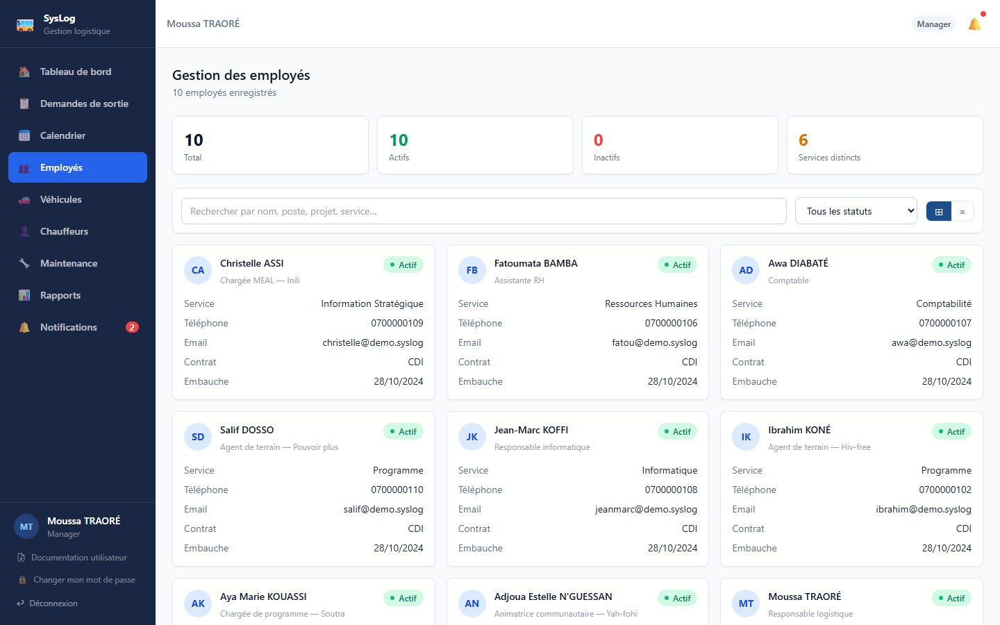 SysLog
Gestion logistique
Tableau de bord
Demandes de sortie
Calendrier
Employés
Véhicules
Chauffeurs
Maintenance
Rapports
Notifications 2
MT
Moussa TRAORÉ
Manager
Documentation utilisateur
Changer mon mot de passe
Déconnexion
Moussa TRAORÉ
Manager
Gestion des employés
10 employés enregistrés
10
Total
10
Actifs
0
Inactifs
6
Services distincts
Rechercher par nom, poste, projet, service...
Tous les statuts
CA
Christelle ASSI
Actif
Chargée MEAL — Inili
Service Information Stratégique
Téléphone 0700000109
Email christelle@demo.syslog
Contrat CDI
Embauche 28/10/2024
FB
Fatoumata BAMBA
Actif
Assistante RH
Service Ressources Humaines
Téléphone 0700000106
Email fatou@demo.syslog
Contrat CDI
Embauche 28/10/2024
AD
Awa DIABATÉ
Actif
Comptable
Service Comptabilité
Téléphone 0700000107
Email awa@demo.syslog
Contrat CDI
Embauche 28/10/2024
SD
Salif DOSSO
Actif
Agent de terrain — Pouvoir plus
Service Programme
Téléphone 0700000110
Email salif@demo.syslog
Contrat CDI
Embauche 28/10/2024
JK
Jean-Marc KOFFI
Actif
Responsable informatique
Service Informatique
Téléphone 0700000108
Email jeanmarc@demo.syslog
Contrat CDI
Embauche 28/10/2024
IK
Ibrahim KONÉ
Actif
Agent de terrain — Hiv-free
Service Programme
Téléphone 0700000102
Email ibrahim@demo.syslog
Contrat CDI
Embauche 28/10/2024
AK
Aya Marie KOUASSI
Actif
Chargée de programme — Soutra
AN
Adjoua Estelle N'GUESSAN
Actif
Animatrice communautaire — Yah-fohi
MT
Moussa TRAORÉ
Actif
Responsable logistique